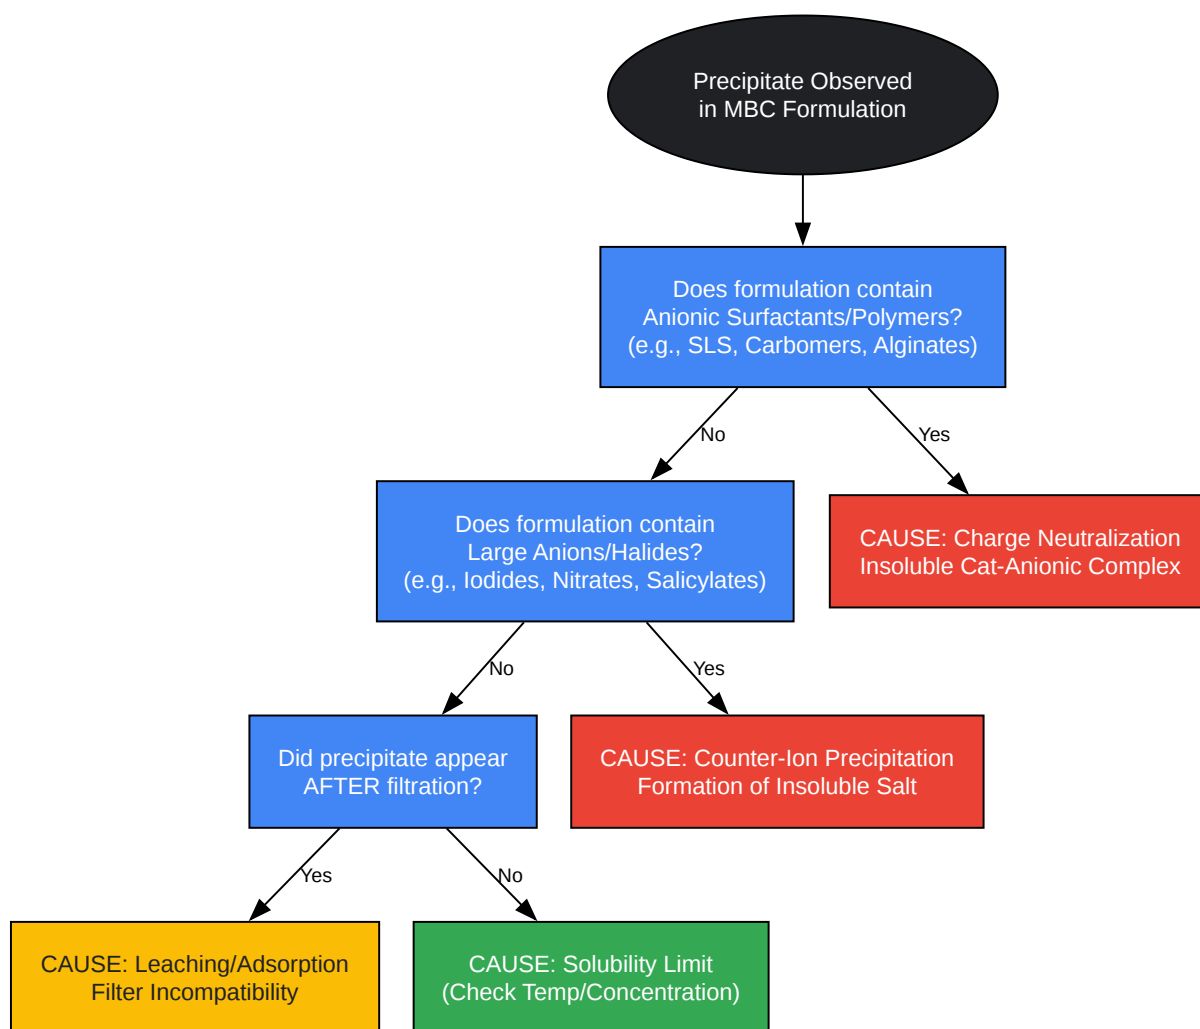 Precipitate Observed
in MBC Formulation
Does formulation contain
Anionic Surfactants/Polymers?
(e.g., SLS, Carbomers, Alginates)
No
Yes
Does formulation contain
Large Anions/Halides?
(e.g., Iodides, Nitrates, Salicylates)
CAUSE: Charge Neutralization
Insoluble Cat-Anionic Complex
No
Yes
Did precipitate appear
AFTER filtration?
CAUSE: Counter-Ion Precipitation
Formation of Insoluble Salt
Yes
No
CAUSE: Leaching/Adsorption
Filter Incompatibility
CAUSE: Solubility Limit
(Check Temp/Concentration)